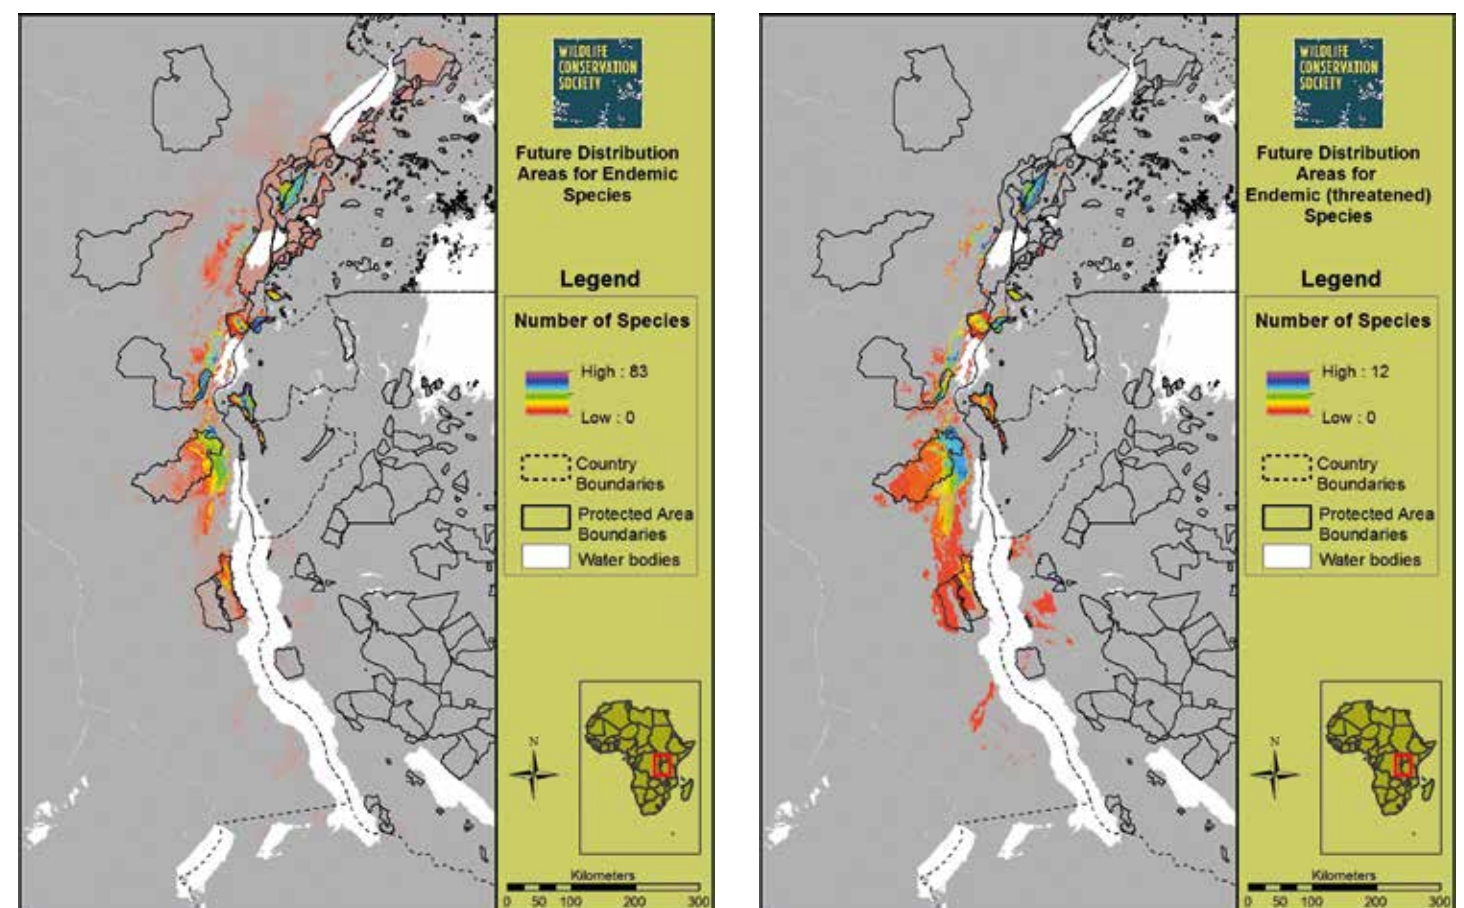 WILDLIFE
CONSERVATION
SOCIETY
Future Distribution
Areas for Endemic
Species
Legend
Number of Species
High : 83
Low : 0
Country
Boundaries
Protected Area
Boundaries
Water bodies
N
Kilometers
0 50 100 200 300
WILDLIFE
CONSERVATION
SOCIETY
Future Distribution
Areas for
Endemic (threatened)
Species
Legend
Number of Species
High : 12
Low : 0
Country
Boundaries
Protected Area
Boundaries
Water bodies
N
Kilometers
0 50 100 200 300